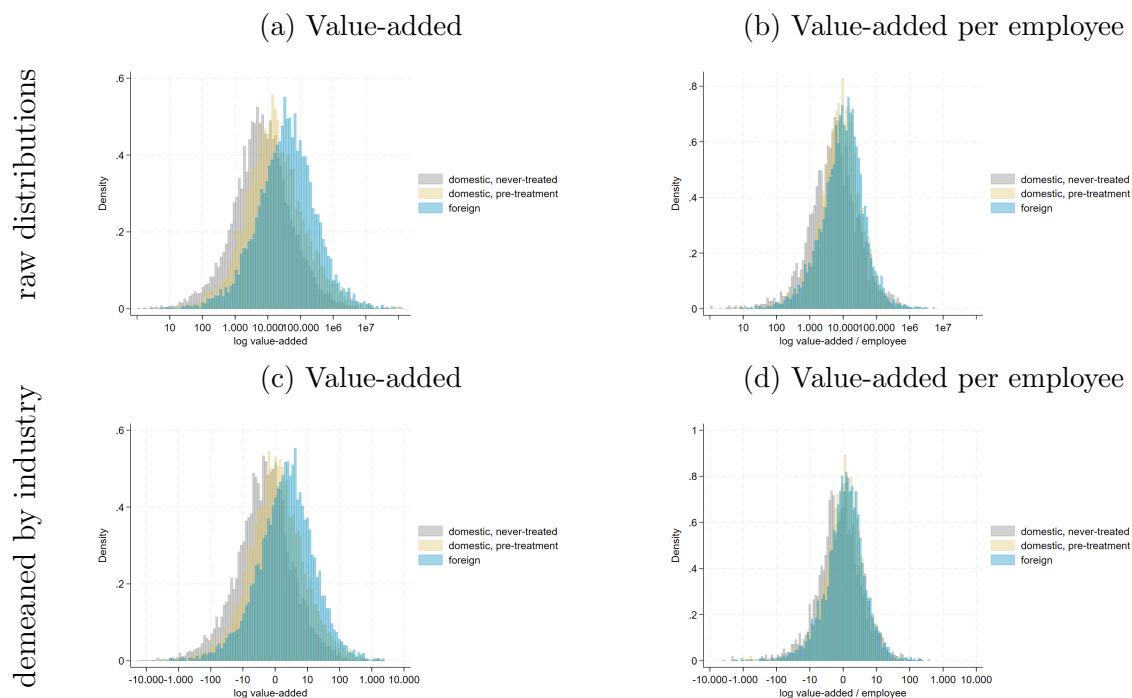 (a) Value-added
raw distributions
Density
.6
.4
.2
0
10 100 1.000 10.000 100.000 1e6 1e7
log value-added
domestic, never-treated
domestic, pre-treatment
foreign
(b) Value-added per employee
Density
.8
.6
.4
.2
0
10 1.000 10.000 100.000 1e6 1e7
log value-added / employee
domestic, never-treated
domestic, pre-treatment
foreign
(c) Value-added
demeaned by industry
Density
.6
.4
.2
0
-10.000 -1.000 -100 -10 0 10 100 1.000 10.000
log value-added
domestic, never-treated
domestic, pre-treatment
foreign
(d) Value-added per employee
Density
1
.8
.6
.4
.2
0
-10.000 -1.000 -100 -10 0 10 100 1.000 10.000
log value-added / employee
domestic, never-treated
domestic, pre-treatment
foreign